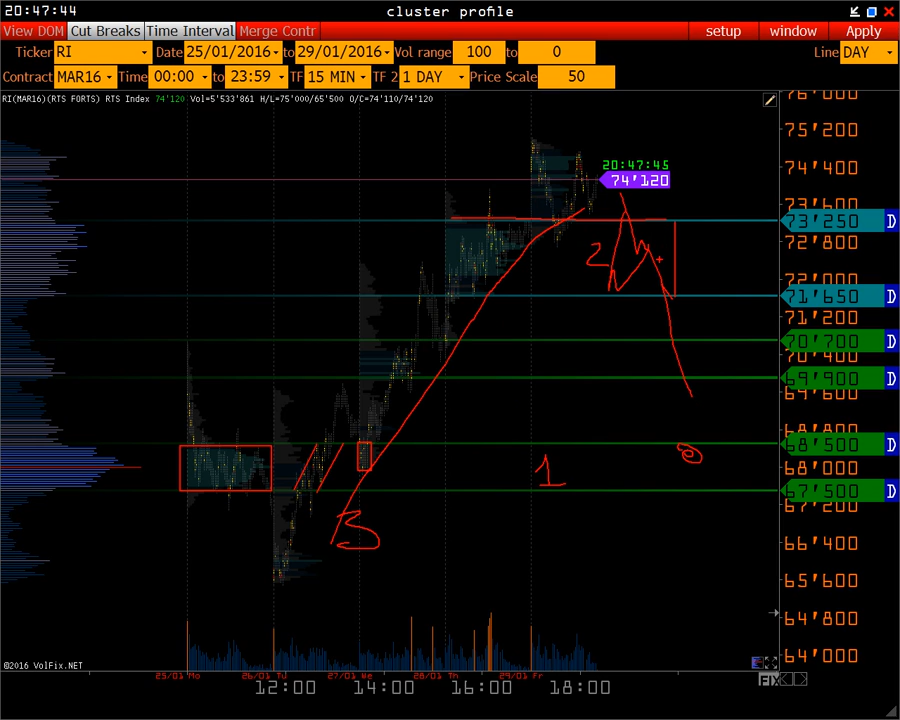 20:47:44
cluster profile
View DOM Cut Breaks Time Interval Merge Contr
setup window Apply
Ticker RI Date 25/01/2016 to 29/01/2016 Vol range 100 to 0 Line DAY
Contract MAR16 Time 00:00 to 23:59 TF 15 MIN TF 2 1 DAY Price Scale 50
RI(MAR16)(RTS FORTS) RTS Index 74'120 Vol=5'533'861 H/L=75'000/65'500 O/C=74'110/74'120
76'000
75'200
74'400
20:47:45
74'120
73'600
73'250 D
72'800
2
72'000
71'650 D
71'200
70'700 D
70'400
69'900 D
69'600
68'800
68'500 D
68'000
1
67'500 D
67'200
B
66'400
65'600
64'800
64'000
©2016 VolFix.NET
25/01 Mo 26/01 Tu 27/01 We 28/01 Th 29/01 Fr
FIX
12:00 14:00 16:00 18:00